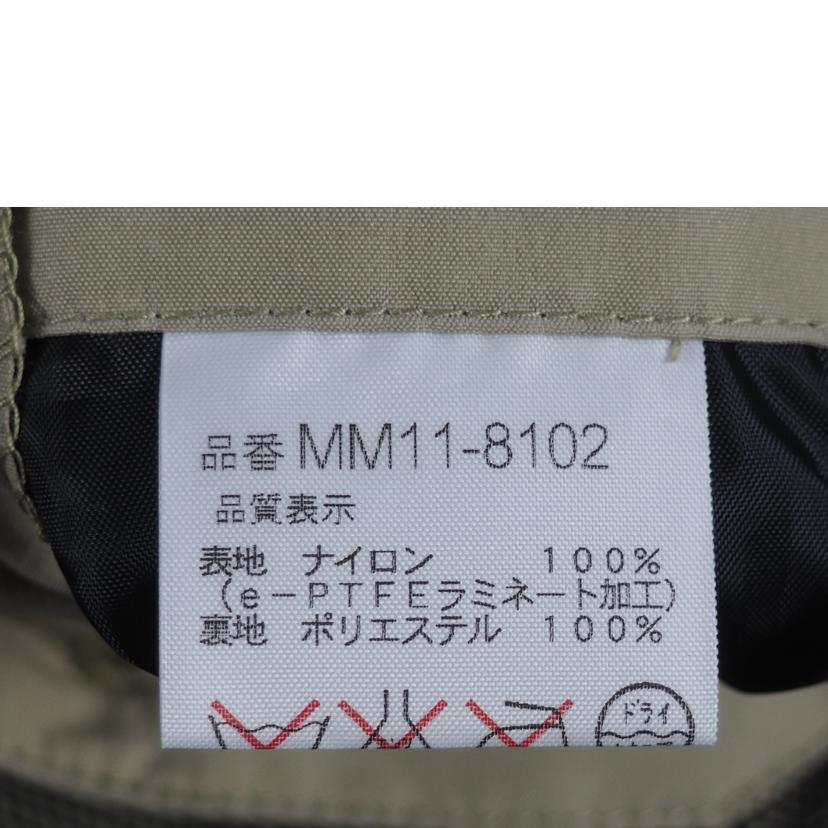 品番 MM11-8102
品質表示
表地 ナイロン 100%
(e-PTFEラミネート加工)
裏地 ポリエステル 100%
ドライ